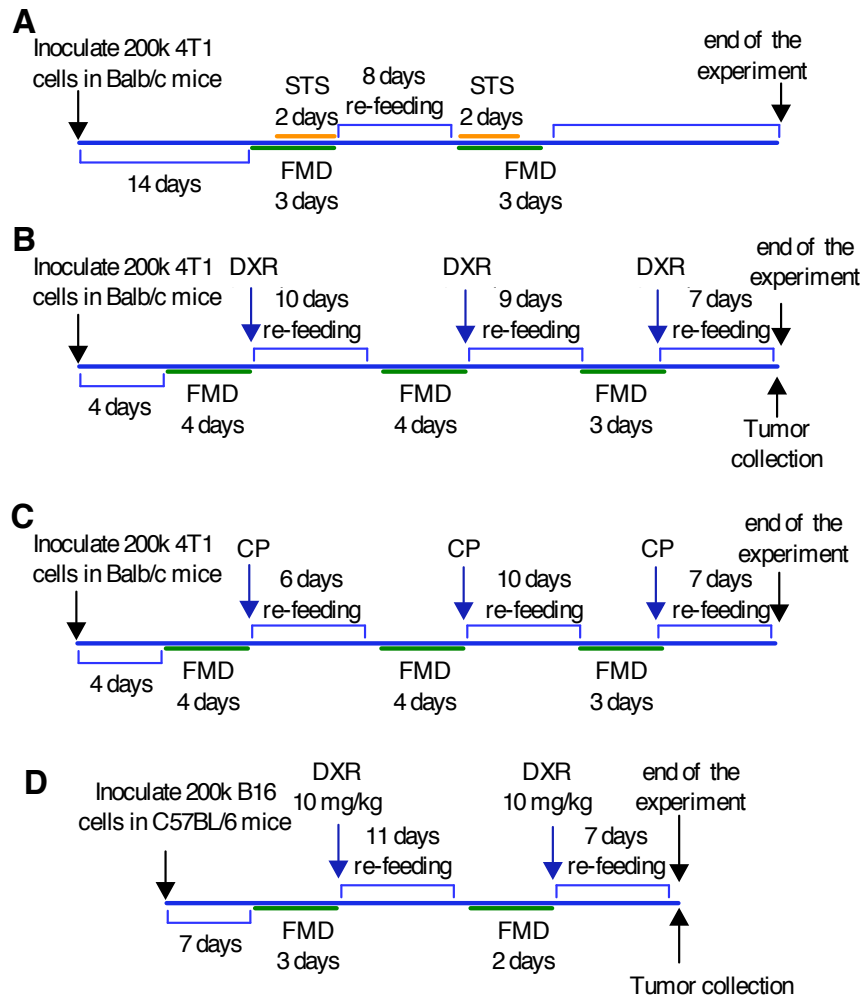 A
Inoculate 200k 4T1
cells in Balb/c mice
STS
2 days
8 days
re-feeding
STS
2 days
end of the
experiment
14 days
FMD
3 days
FMD
3 days
B
Inoculate 200k 4T1
cells in Balb/c mice
DXR
10 days
re-feeding
DXR
9 days
re-feeding
DXR
7 days
re-feeding
end of the
experiment
4 days
FMD
4 days
FMD
4 days
FMD
3 days
Tumor
collection
C
Inoculate 200k 4T1
cells in Balb/c mice
CP
6 days
re-feeding
CP
10 days
re-feeding
CP
7 days
re-feeding
end of the
experiment
4 days
FMD
4 days
FMD
4 days
FMD
3 days
D
Inoculate 200k B16
cells in C57BL/6 mice
DXR
10 mg/kg
11 days
re-feeding
DXR
10 mg/kg
7 days
re-feeding
end of the
experiment
7 days
FMD
3 days
FMD
2 days
Tumor collection